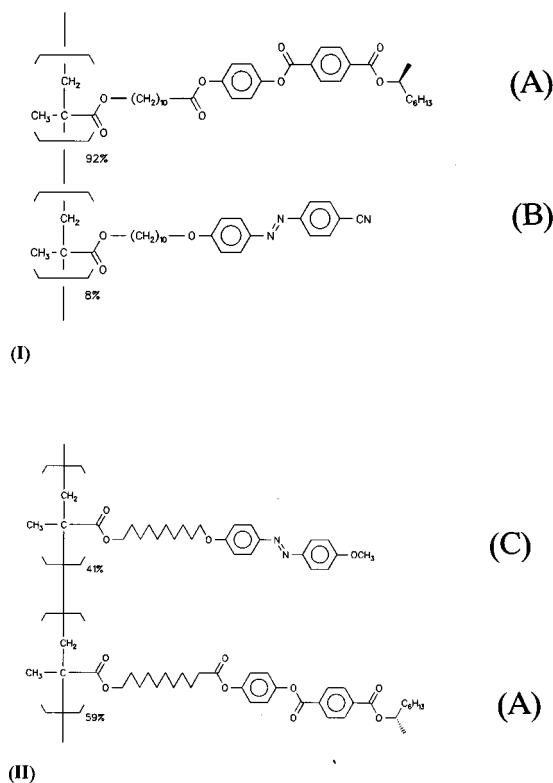 O O O O
CH₃ CH₂ O—(CH₂)₁₀ O O C₆H₁₃ (A)
92%
CH₂ O—(CH₂)₁₀—O N N CN (B)
CH₃ O
8%
(I)
CH₂ O
CH₃ C O O N N OCH₃ (C)
41%
CH₂ O O O O C₆H₁₃
CH₃ C O O O O (A)
59%
(II)